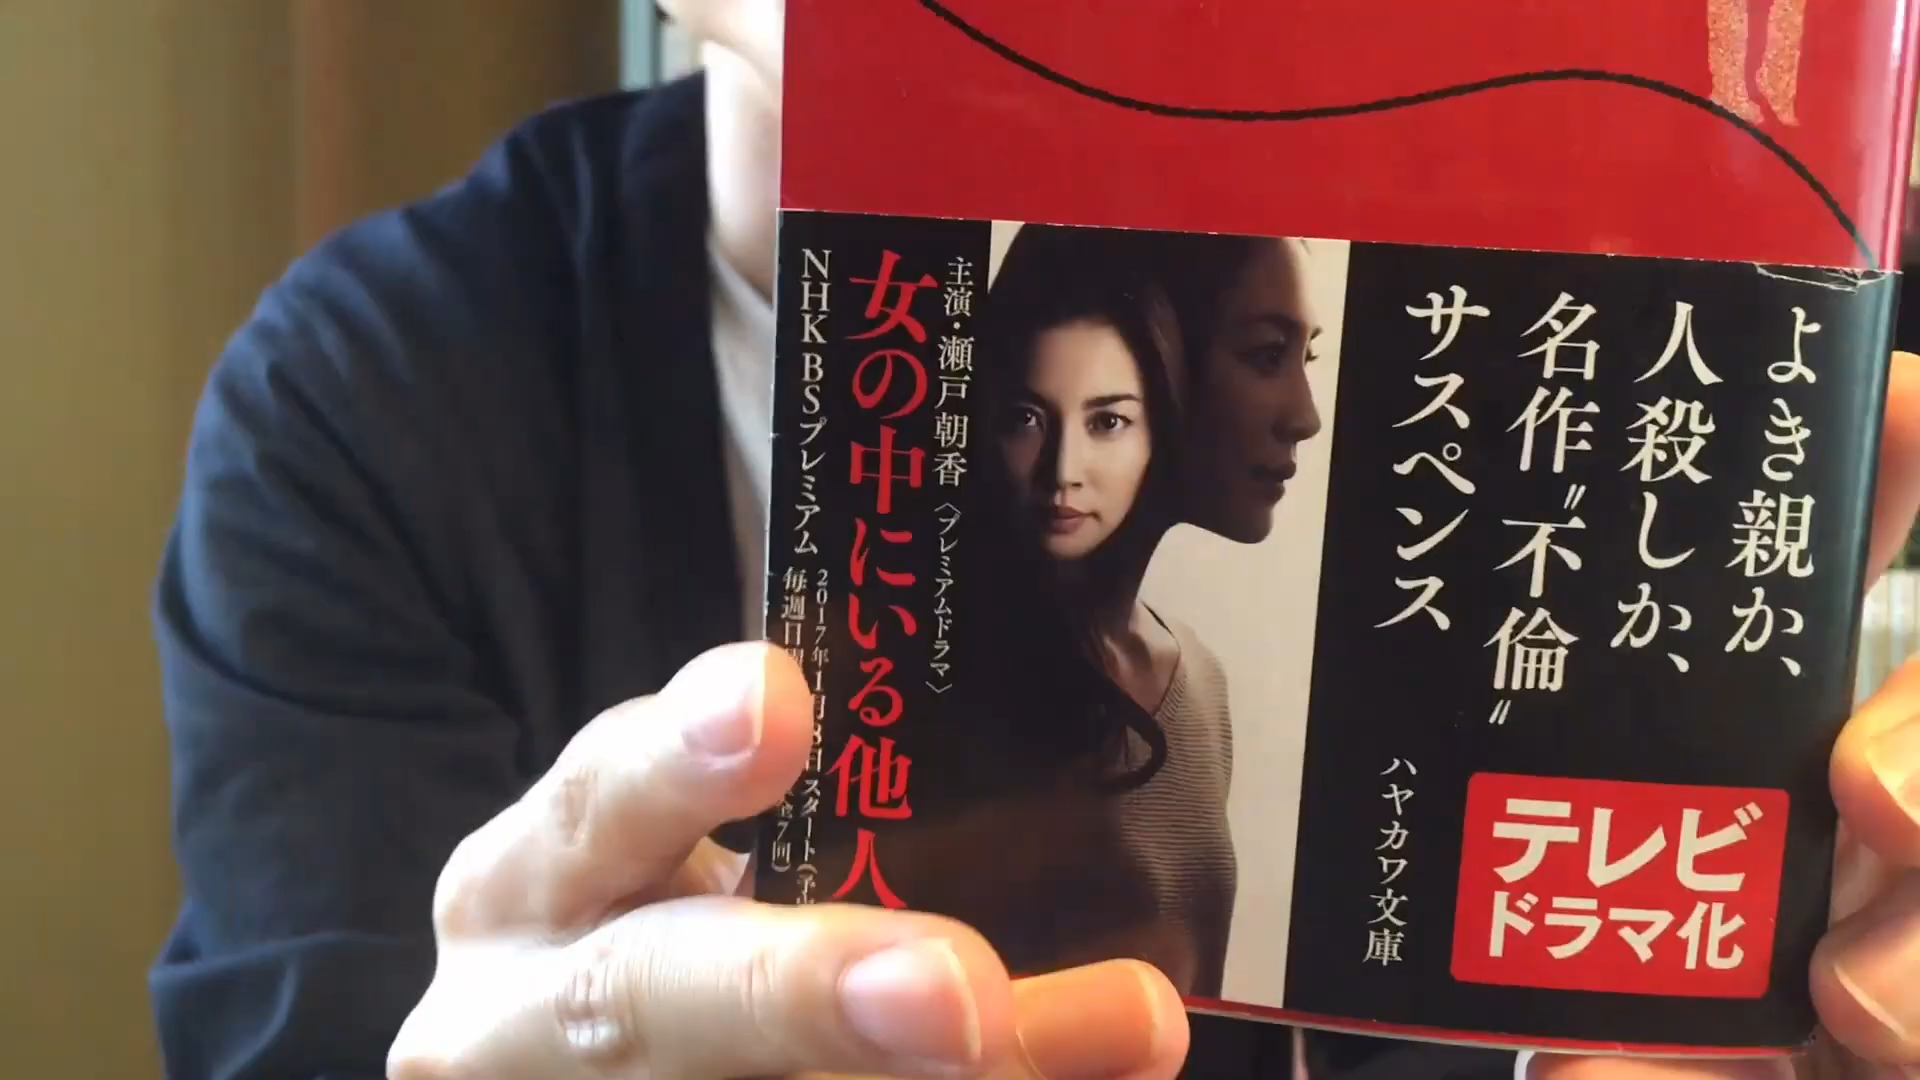 よき親か、
人殺しか、
名作〝不倫〟
サスペンス
ハヤカワ文庫
テレビ
ドラマ化
主演・瀬戸朝香〈プレミアムドラマ〉
女の中にいる他人
NHK BSプレミアム
2017年1月8日スタート
毎週日
全7回)